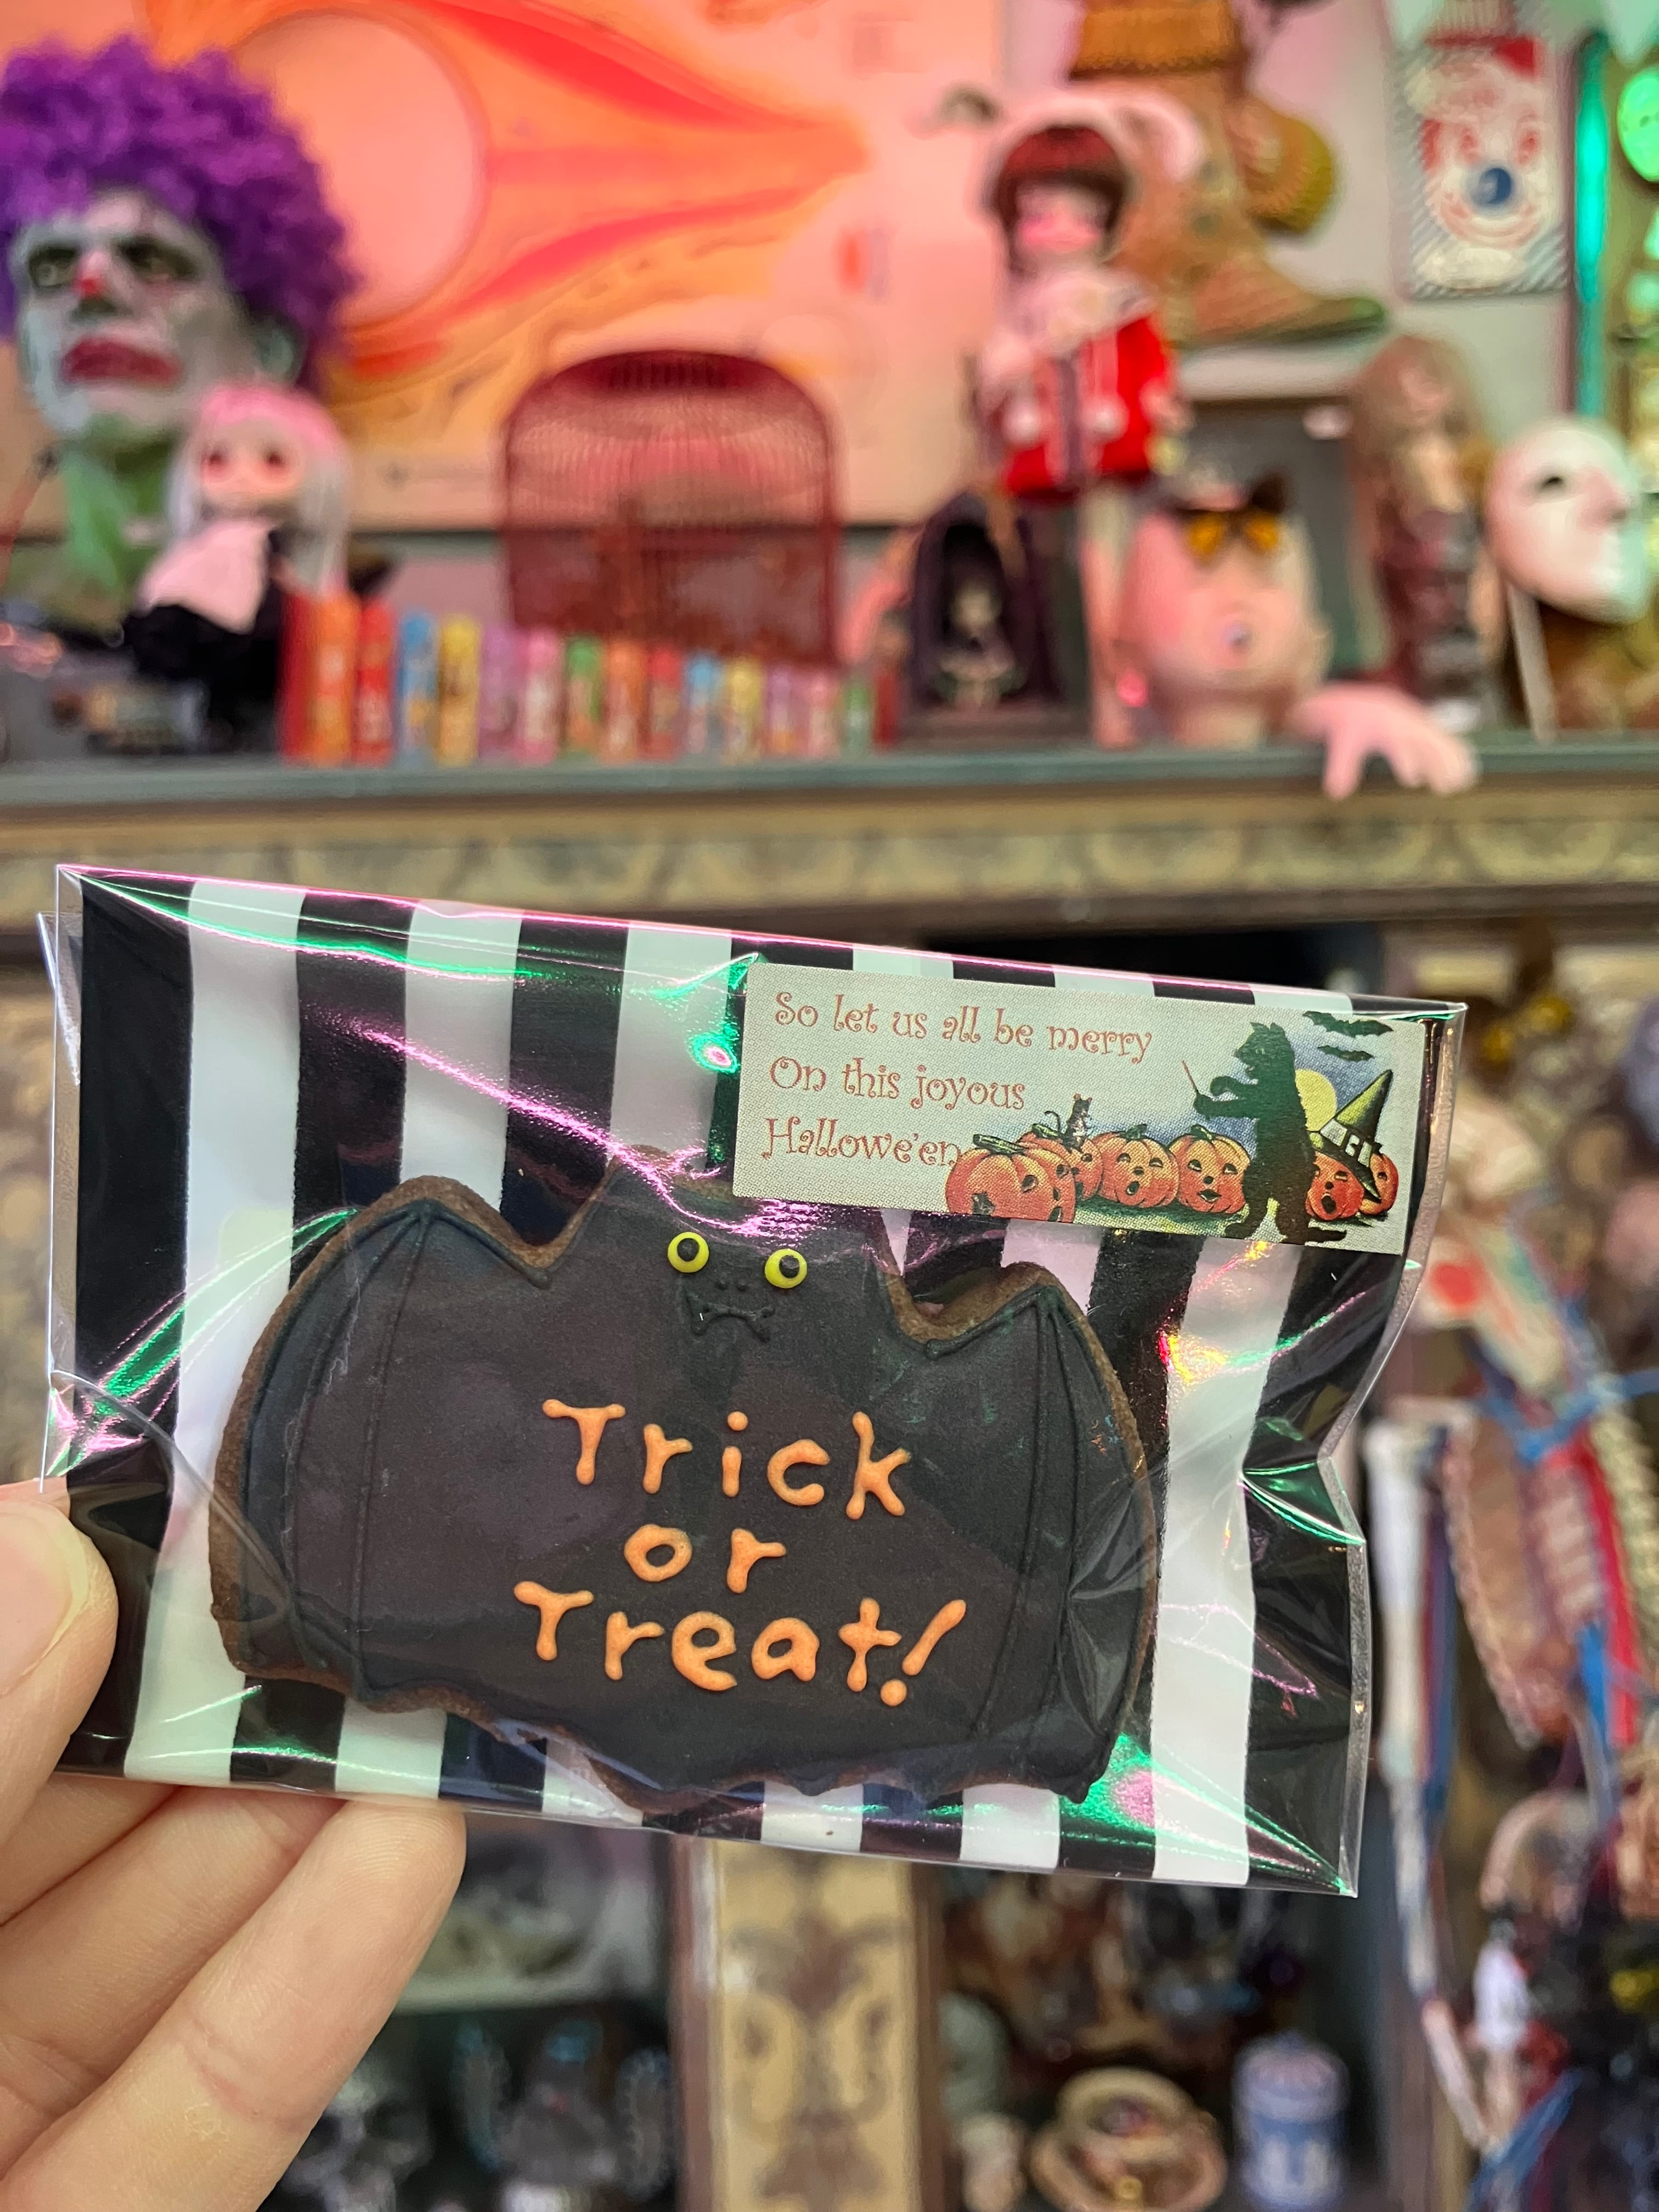 So let us all be merry
On this joyous
Hallowe'en
Trick
or
Treat!